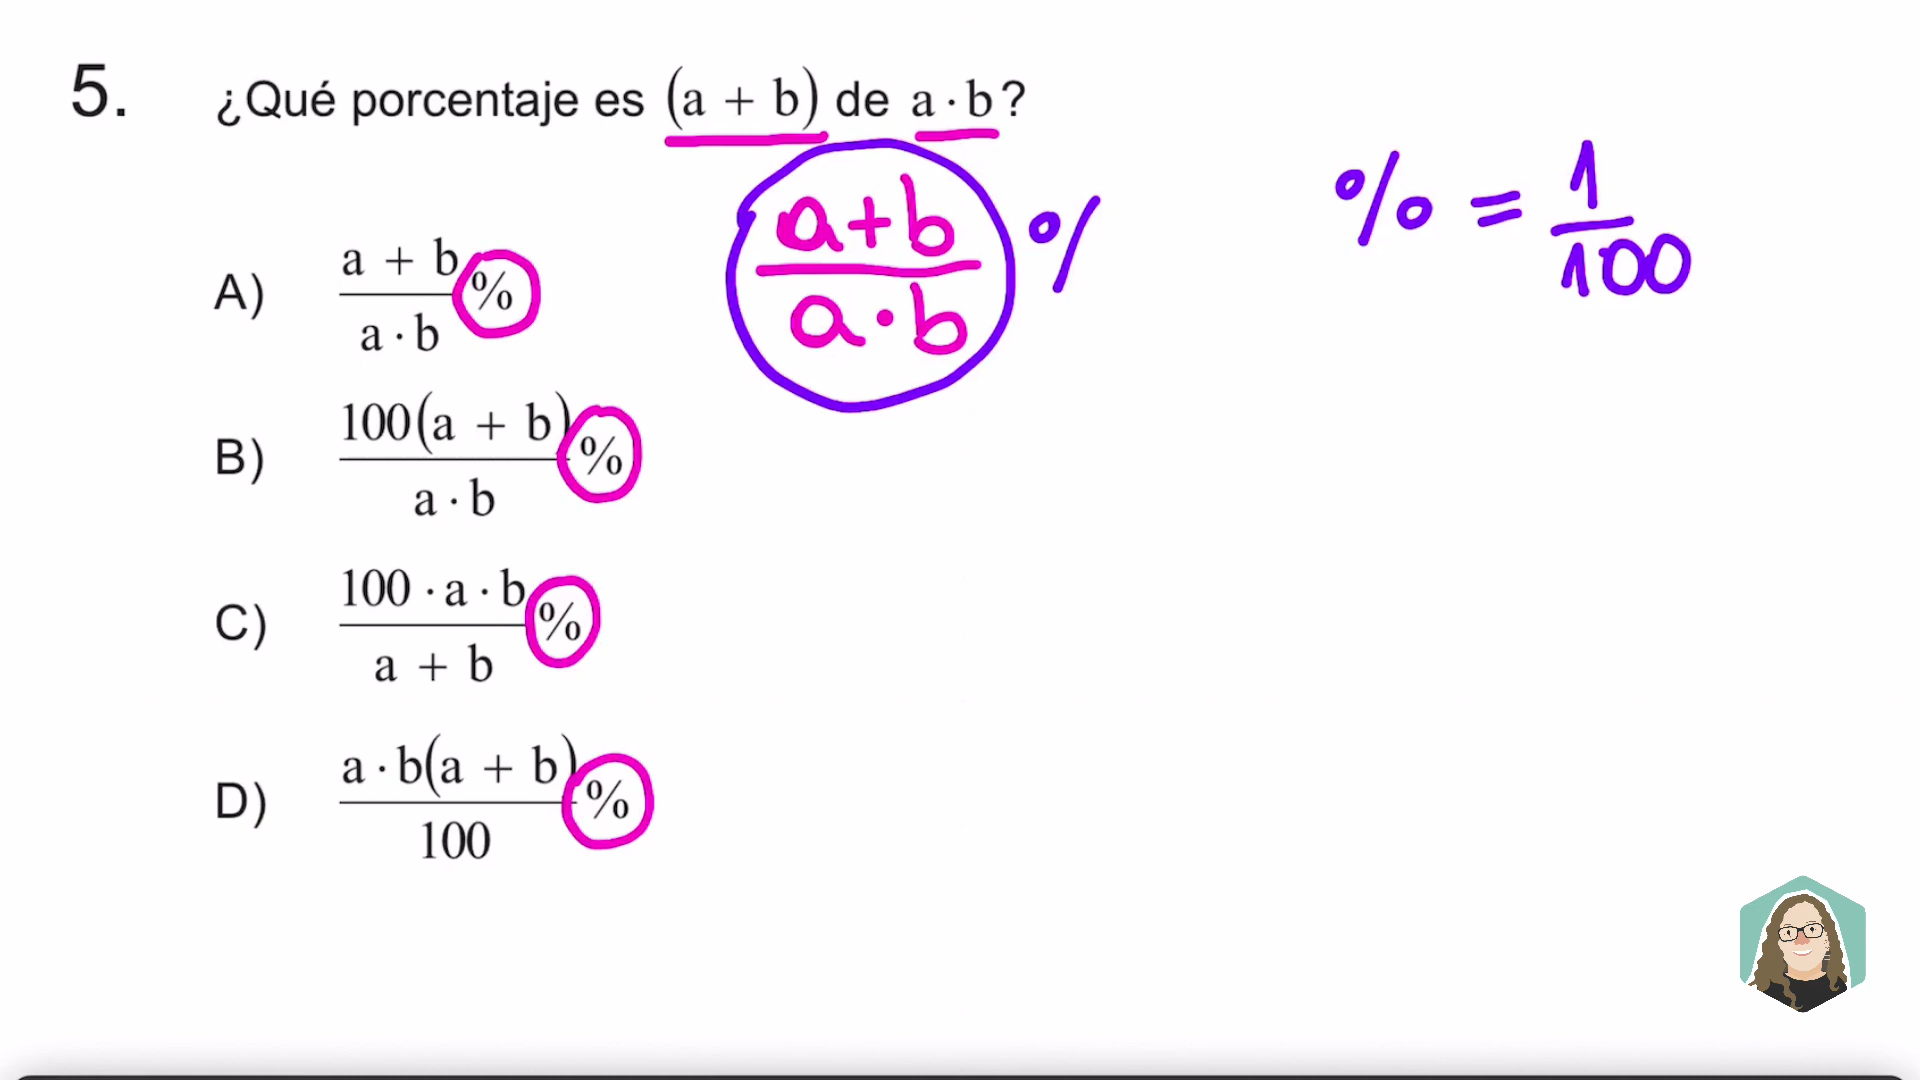 5. ¿Qué porcentaje es (a + b) de a · b?
a+b
a·b
%
% = 1/100
A) a + b / a · b %
B) 100(a + b) / a · b %
C) 100 · a · b / a + b %
D) a · b(a + b) / 100 %